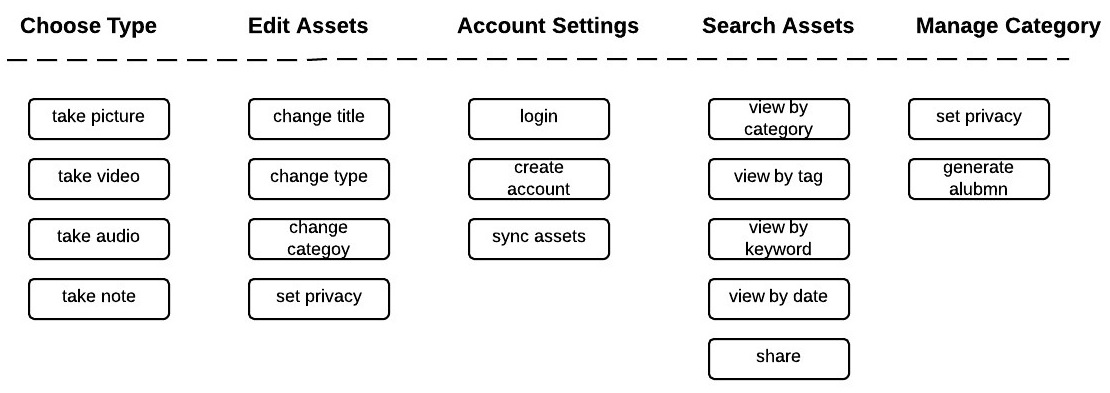 Choose Type
Edit Assets
Account Settings
Search Assets
Manage Category
take picture
change title
login
view by
category
set privacy
take video
change type
create
account
view by tag
generate
alubmn
take audio
change
categoy
sync assets
view by
keyword
take note
set privacy
view by date
share